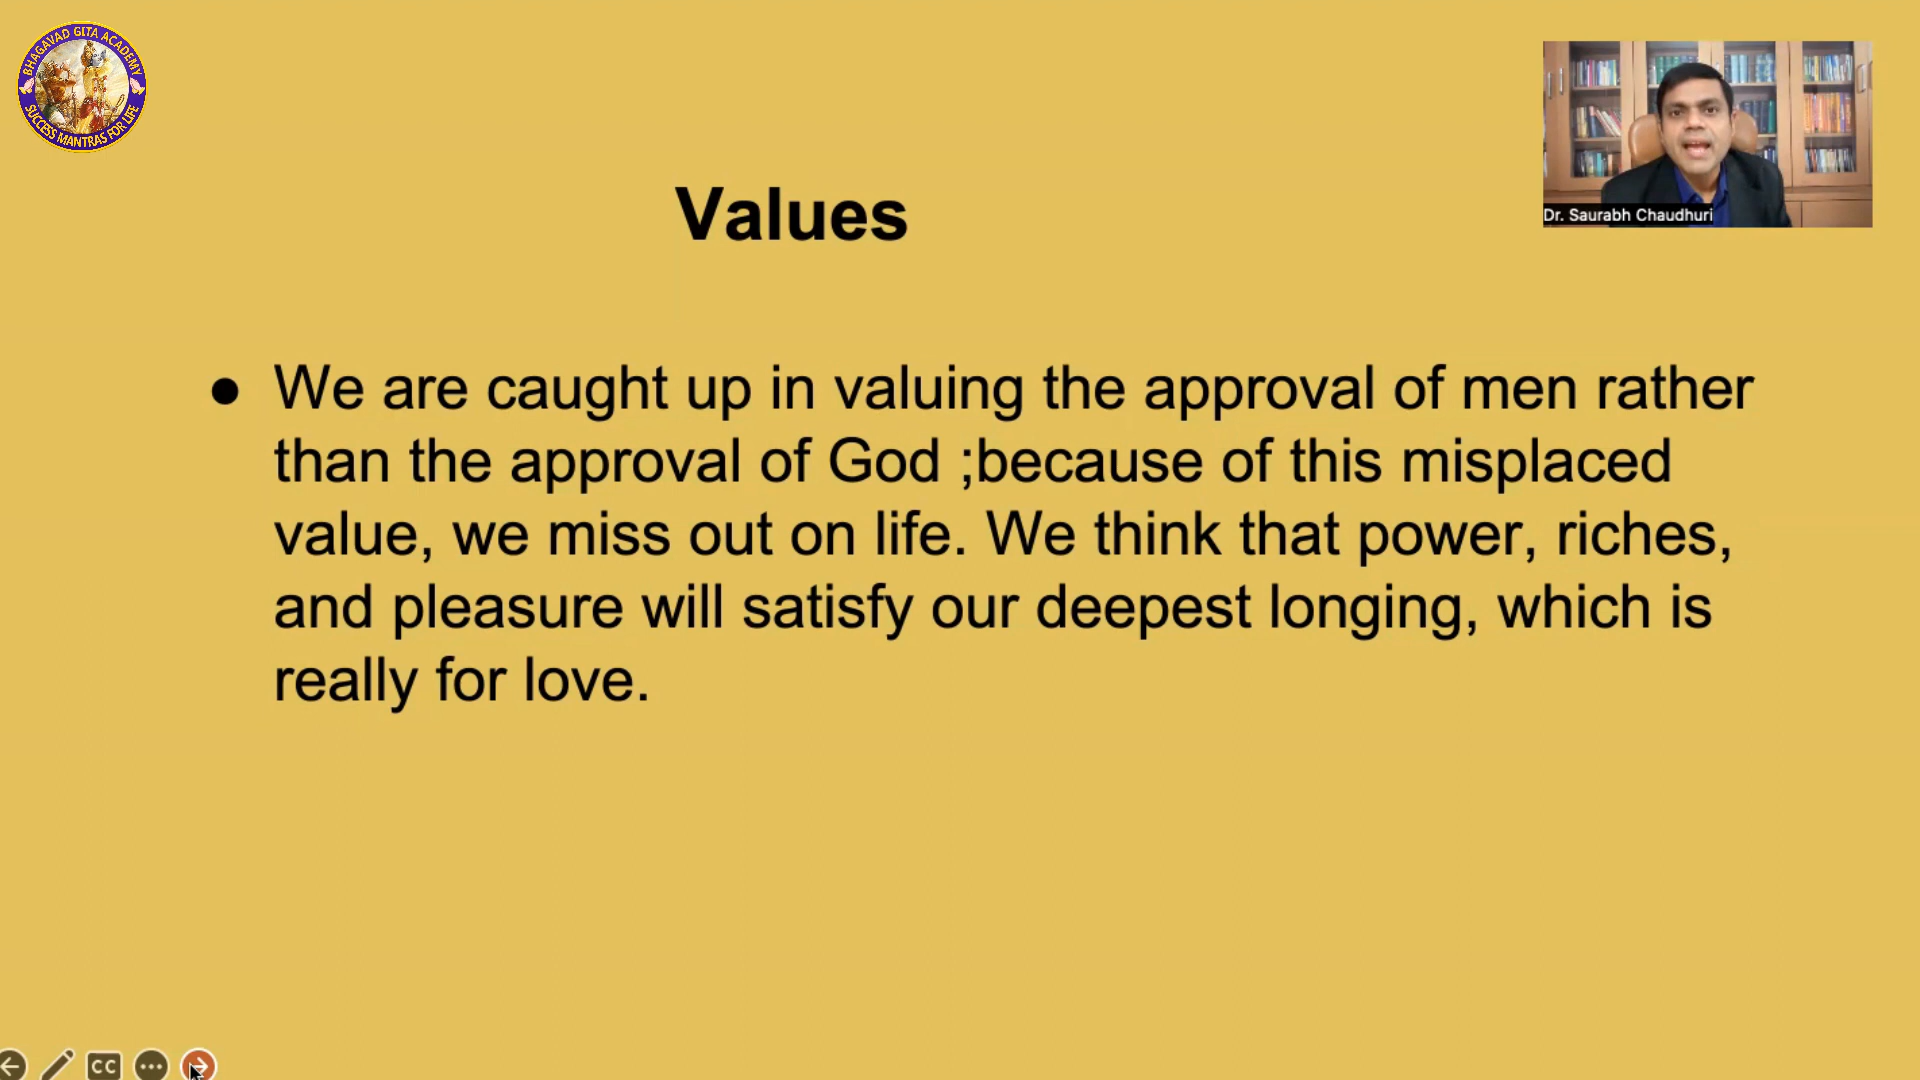 BHAGAVAD GITA ACADEMY
SUCCESS MANTRAS FOR LIFE
Dr. Saurabh Chaudhuri
Values
● We are caught up in valuing the approval of men rather
than the approval of God ;because of this misplaced
value, we miss out on life. We think that power, riches,
and pleasure will satisfy our deepest longing, which is
really for love.
CC